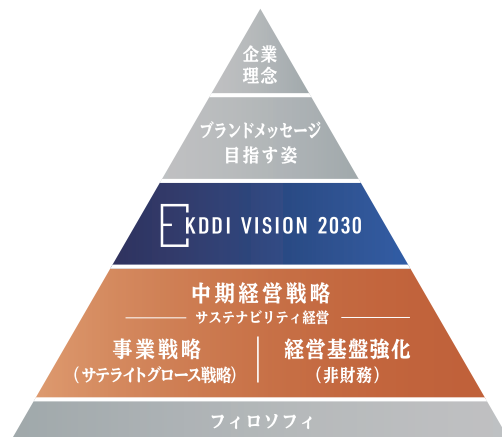 企業
理念
ブランドメッセージ
目指す姿
KDDI VISION 2030
中期経営戦略
サステナビリティ経営
事業戦略
(サテライトグロース戦略)
経営基盤強化
(非財務)
フィロソフィ